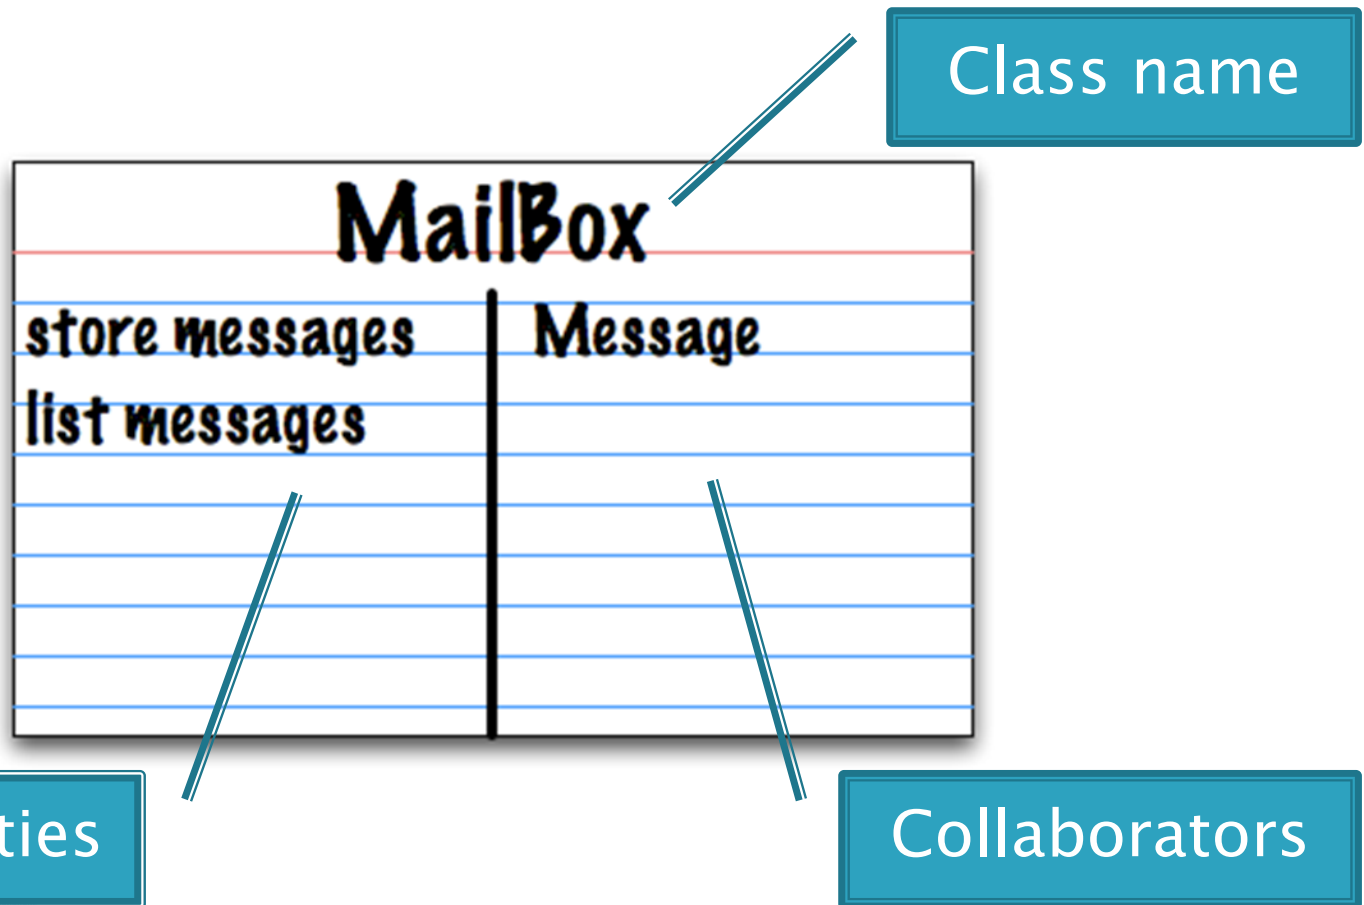 Class name
MailBox
store messages
Message
list messages
ties
Collaborators